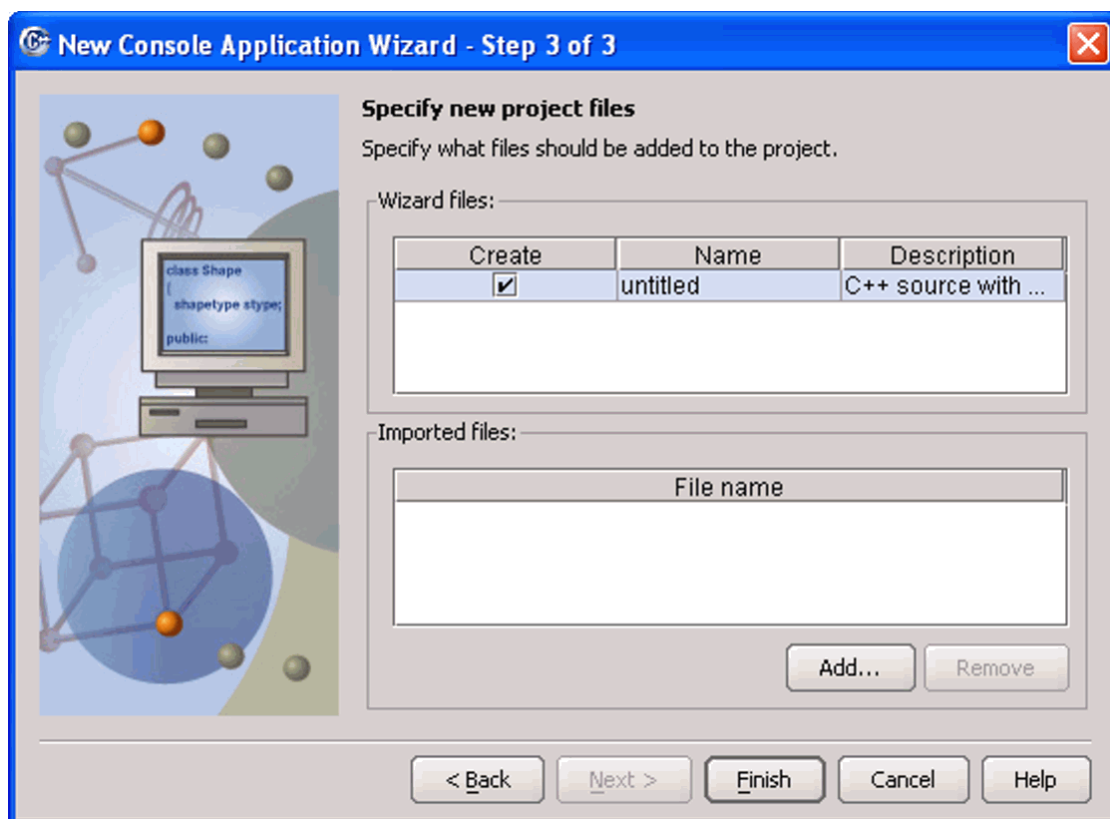 C++ New Console Application Wizard - Step 3 of 3
Specify new project files
Specify what files should be added to the project.
Wizard files:
Create Name Description
untitled C++ source with ...
class Shape
{
shapetype stype;
public:
Imported files:
File name
Add... Remove
< Back Next > Finish Cancel Help